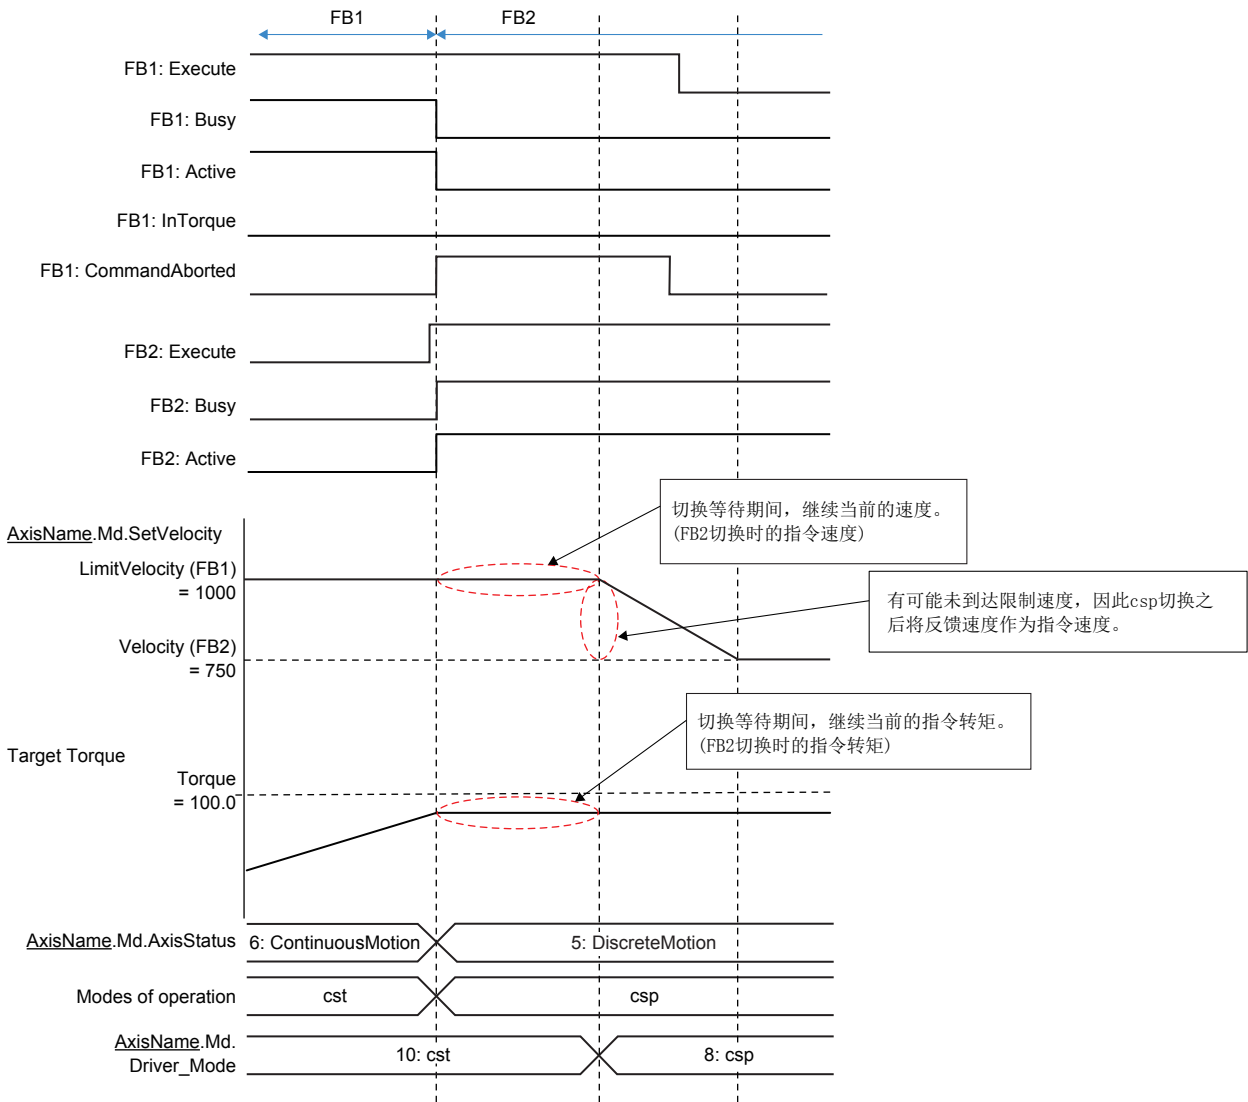 FB1
FB2
FB1: Execute
FB1: Busy
FB1: Active
FB1: InTorque
FB1: CommandAborted
FB2: Execute
FB2: Busy
FB2: Active
切换等待期间，继续当前的速度。
(FB2切换时的指令速度)
AxisName.Md.SetVelocity
LimitVelocity (FB1)
= 1000
有可能未到达限制速度，因此csp切换之
后将反馈速度作为指令速度。
Velocity (FB2)
= 750
切换等待期间，继续当前的指令转矩。
(FB2切换时的指令转矩)
Target Torque
Torque
= 100.0
AxisName.Md.AxisStatus
6: ContinuousMotion
5: DiscreteMotion
Modes of operation
cst
csp
AxisName.Md.
Driver_Mode
10: cst
8: csp